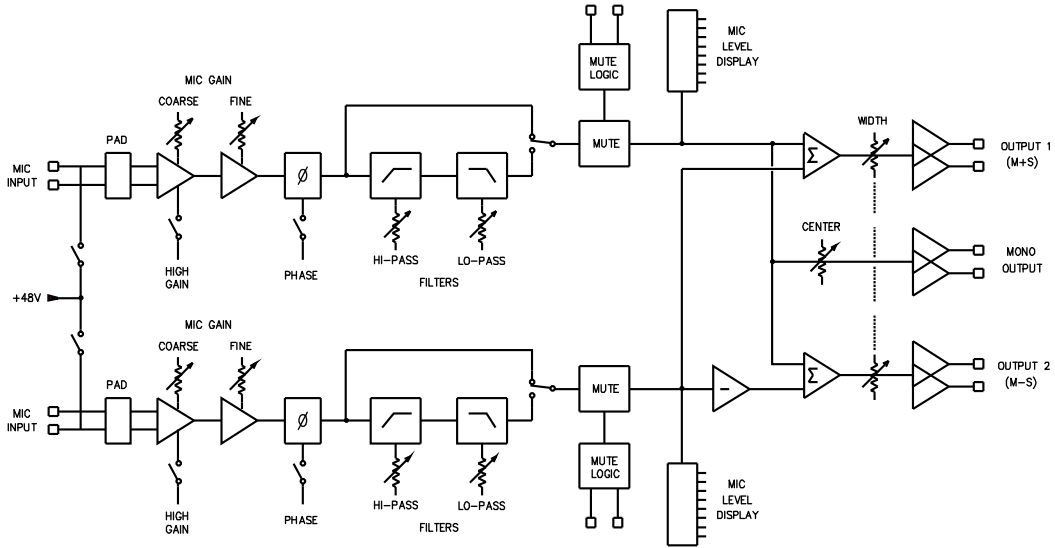 MUTE
LOGIC
MIC
LEVEL
DISPLAY
MIC GAIN
COARSE
FINE
PAD
MUTE
WIDTH
MIC
INPUT
Ø
Σ
OUTPUT 1
(M+S)
HIGH
GAIN
PHASE
HI-PASS
LO-PASS
FILTERS
CENTER
MONO
OUTPUT
+48V
MIC GAIN
COARSE
FINE
PAD
MUTE
-
Σ
OUTPUT 2
(M-S)
MIC
INPUT
Ø
MUTE
LOGIC
MIC
LEVEL
DISPLAY
HIGH
GAIN
PHASE
HI-PASS
LO-PASS
FILTERS